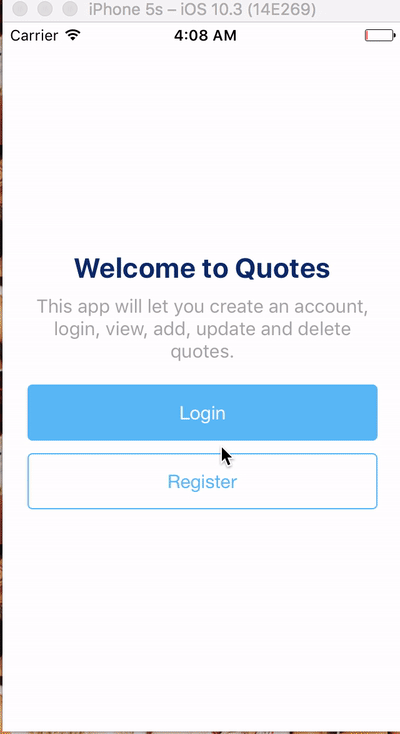 iPhone 5s – iOS 10.3 (14E269)
Carrier 4:08 AM
Welcome to Quotes
This app will let you create an account,
login, view, add, update and delete
quotes.
Login
Register